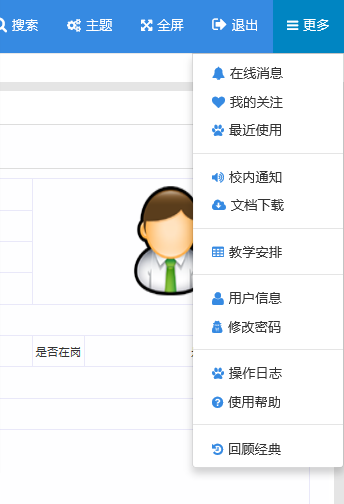 搜索 主题 全屏 退出 更多
在线消息
我的关注
最近使用
校内通知
文档下载
教学安排
用户信息
是否在岗
修改密码
操作日志
使用帮助
回顾经典